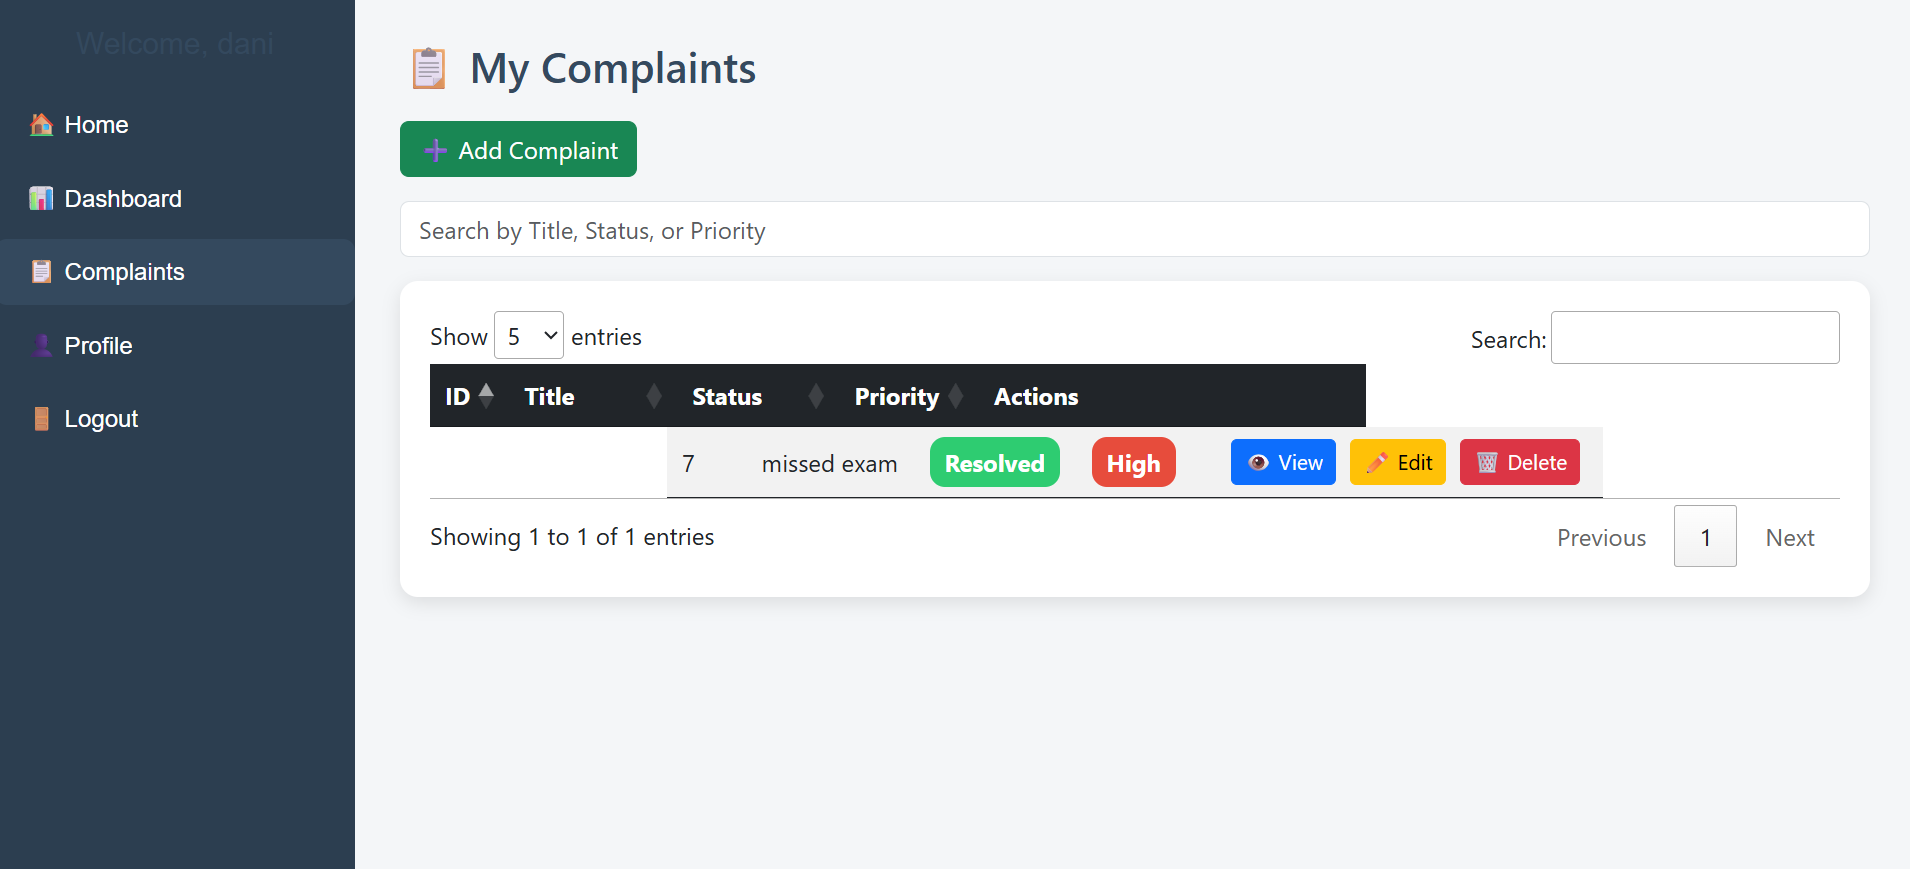 Welcome, dani
Home
Dashboard
Complaints
Profile
Logout
My Complaints
Add Complaint
Search by Title, Status, or Priority
Show 5 entries
Search:
ID Title Status Priority Actions
7 missed exam Resolved High View Edit Delete
Showing 1 to 1 of 1 entries
Previous 1 Next